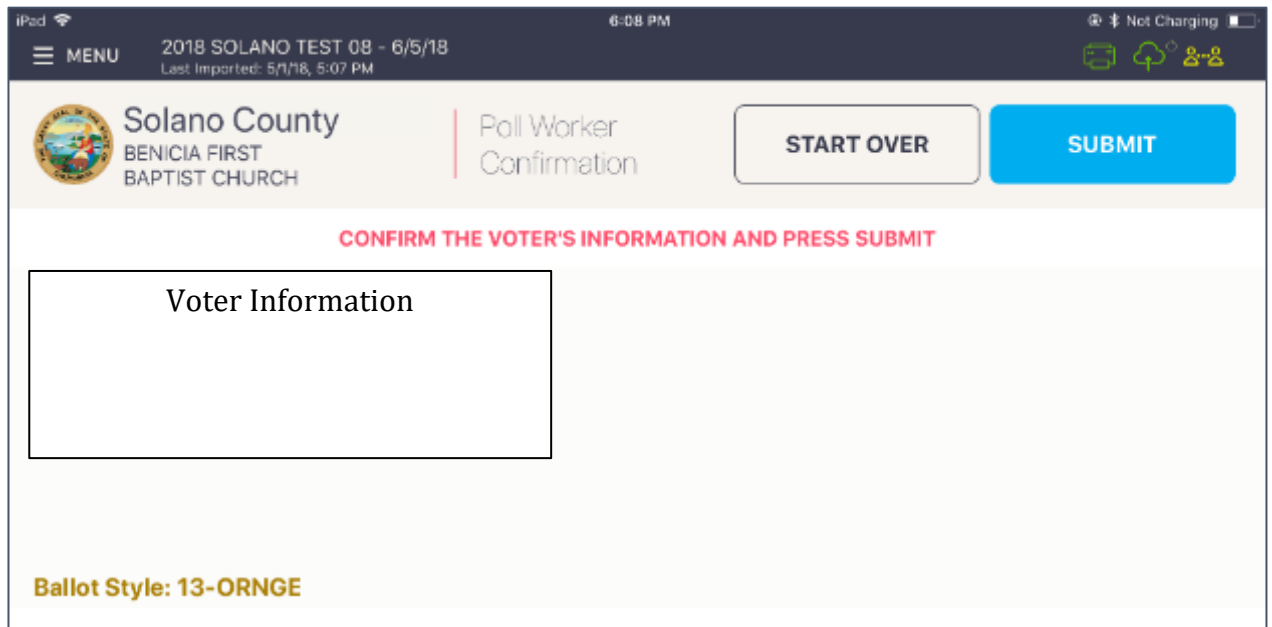 iPad 6:08 PM Not Charging
MENU
2018 SOLANO TEST 08 - 6/5/18
Last Imported: 5/1/18, 5:07 PM
Solano County
BENICIA FIRST
BAPTIST CHURCH
Poll Worker
Confirmation
START OVER
SUBMIT
CONFIRM THE VOTER'S INFORMATION AND PRESS SUBMIT
Voter Information
Ballot Style: 13-ORNGE